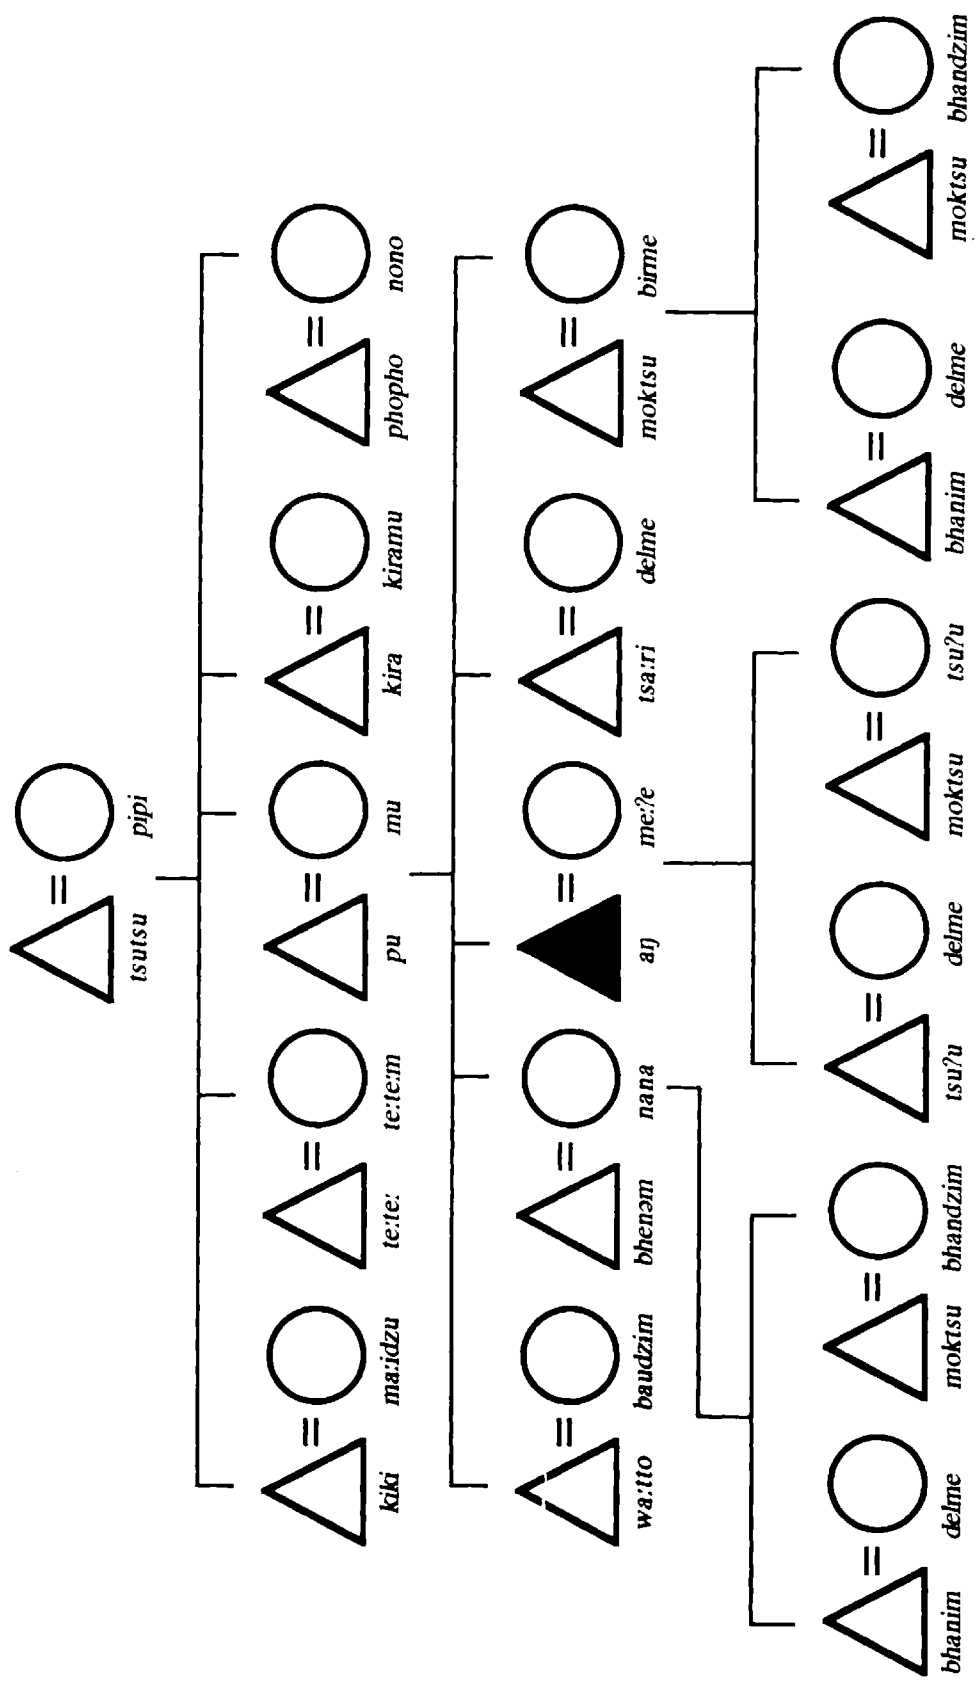 tsutsu pipi
kiki ma:idzu te:te: te:te:m pu mu kira kiramu phopho nono
wa:tto baudzim bhenəm nana aŋ me:ʔe tsa:ri delme moktsu birme
bhanim delme moktsu bhandzim tsuʔu delme moktsu tsuʔu bhanim delme moktsu bhandzim